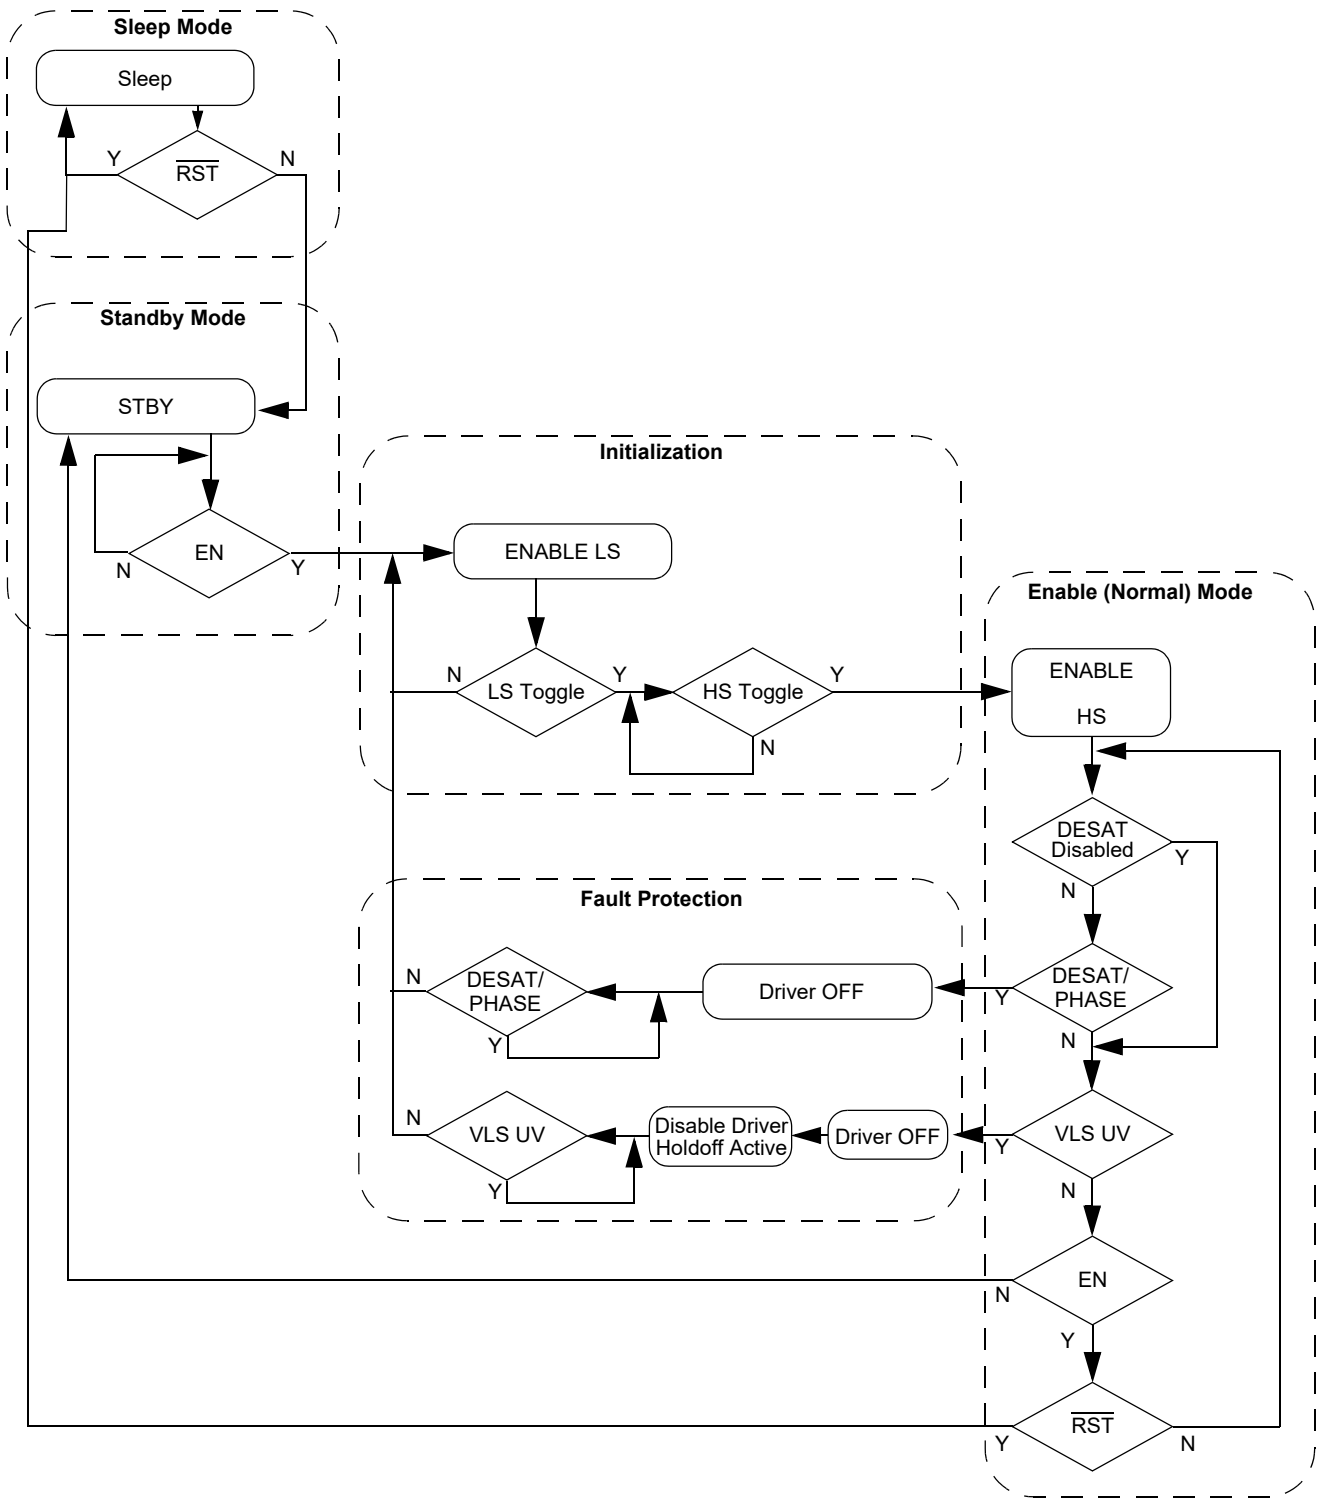 Sleep Mode
Sleep
Y
RST
N
Standby Mode
STBY
EN
N
Y
Initialization
ENABLE LS
N
LS Toggle
Y
HS Toggle
Y
N
Enable (Normal) Mode
ENABLE
HS
DESAT
Disabled
Y
N
Fault Protection
N
DESAT/
PHASE
Y
Driver OFF
Y
DESAT/
PHASE
N
N
VLS UV
Y
Disable Driver
Holdoff Active
Driver OFF
Y
VLS UV
N
EN
N
Y
RST
Y
N